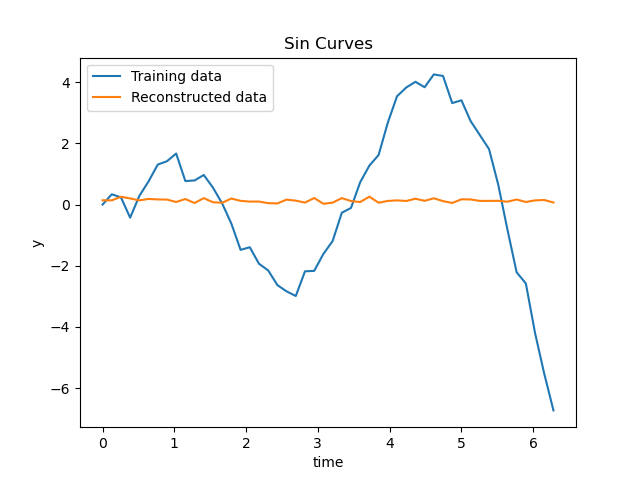 Sin Curves
Training data
Reconstructed data
4
2
0
−2
−4
−6
y
0 1 2 3 4 5 6
time